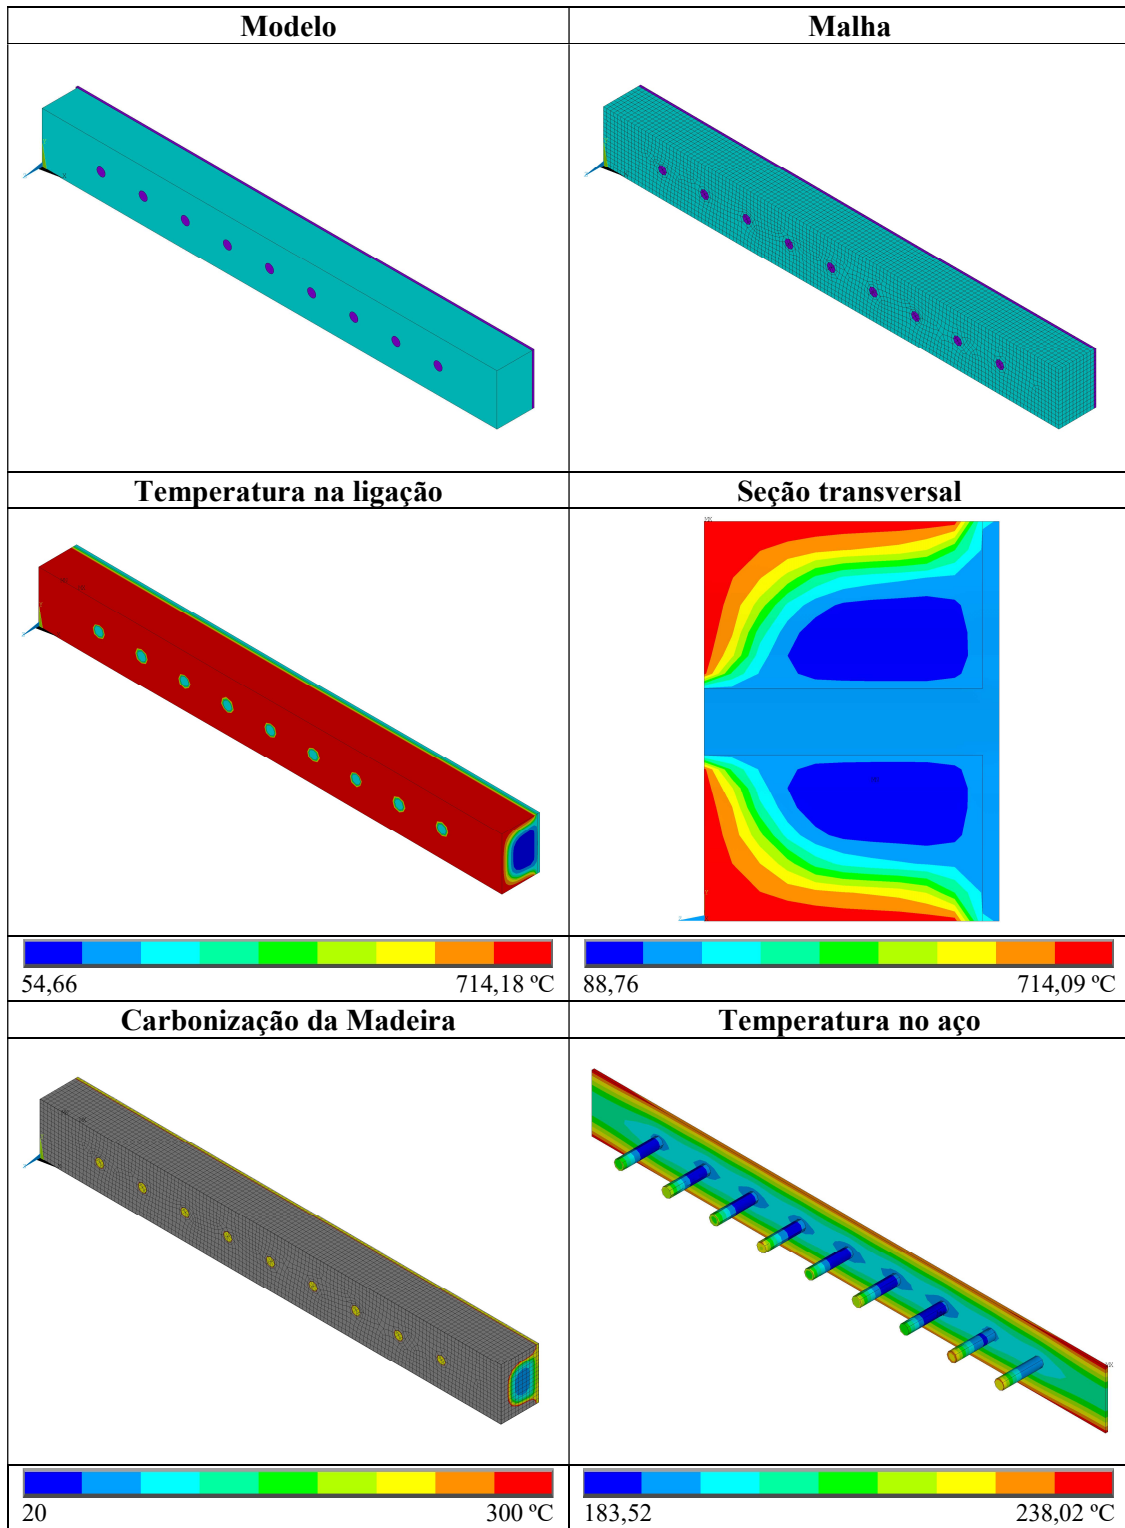 Modelo
Malha
Temperatura na ligação
Seção transversal
54,66
714,18 ºC
88,76
714,09 ºC
Carbonização da Madeira
Temperatura no aço
20
300 ºC
183,52
238,02 ºC